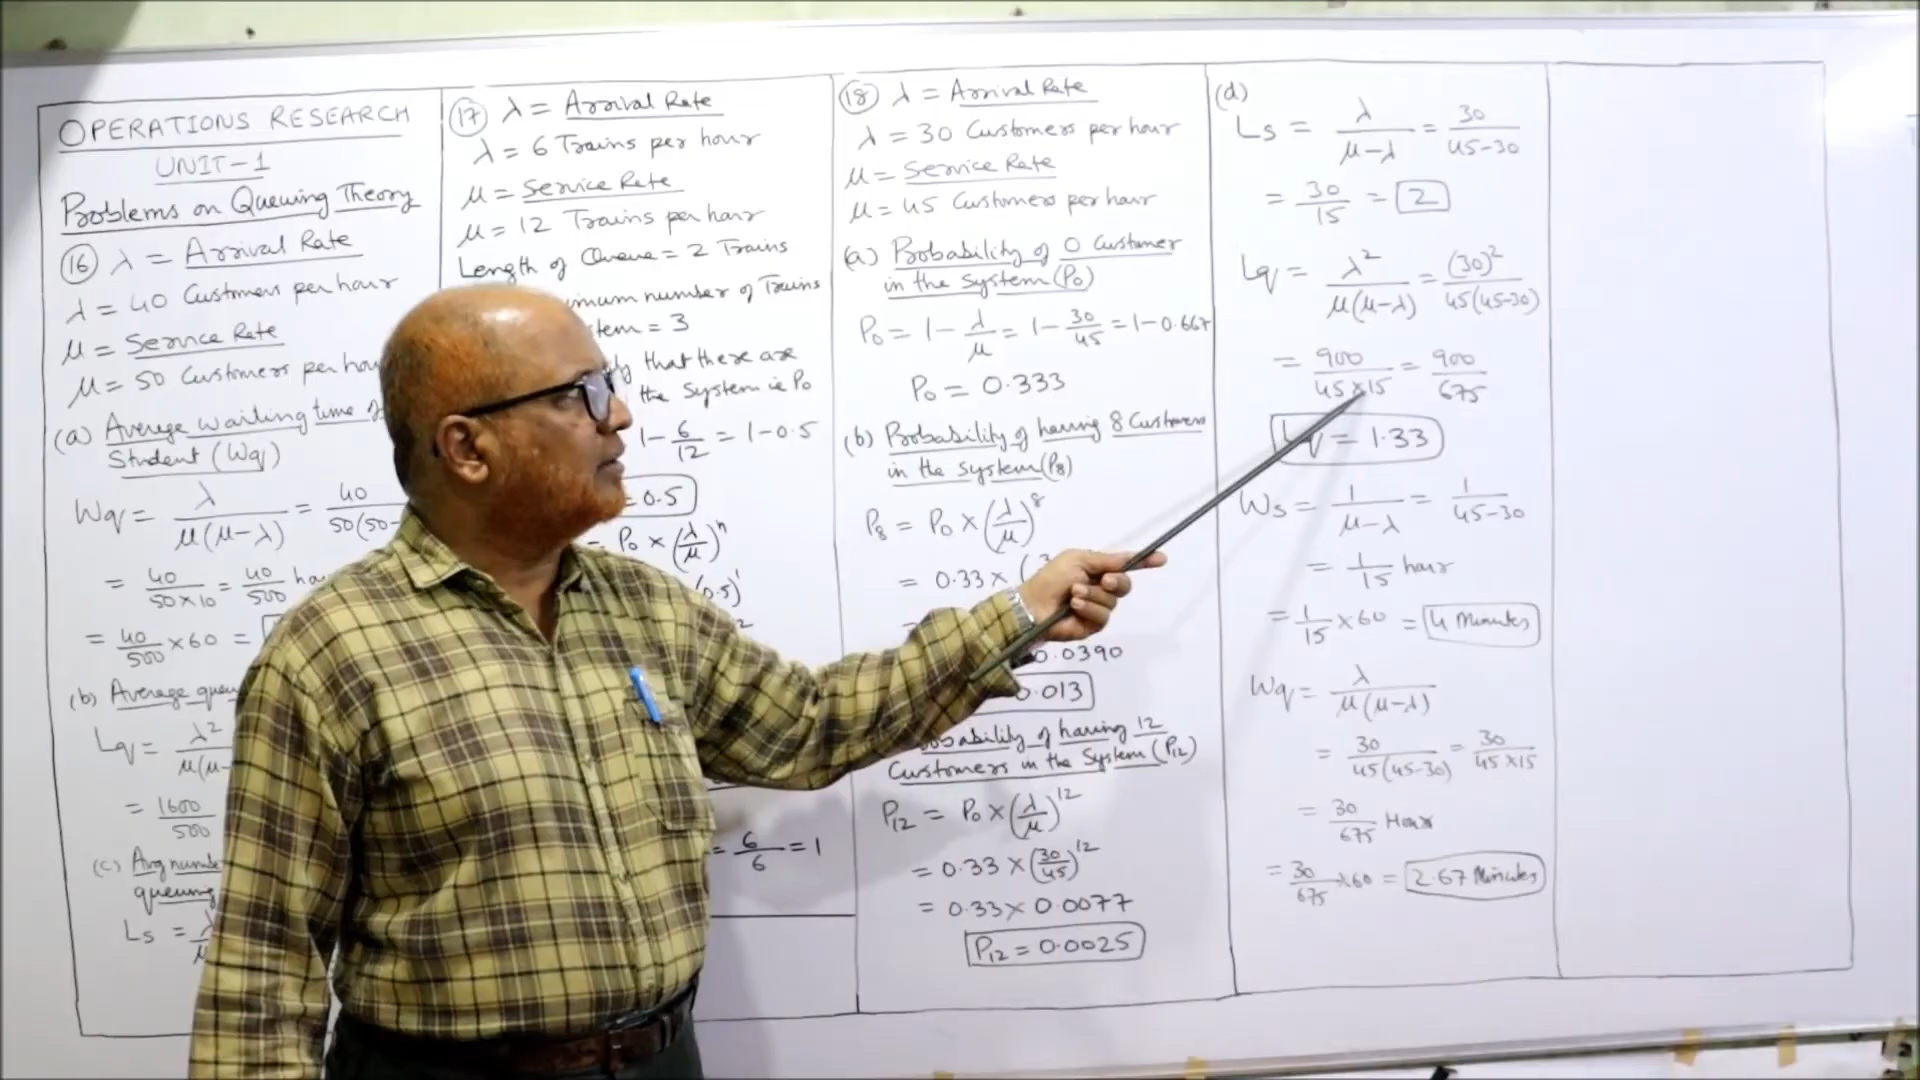 OPERATIONS RESEARCH
UNIT-1
Problems on Queuing Theory
(16) λ = Arrival Rate
λ = 40 Customers per hour
μ = Service Rate
μ = 50 Customers per hou
(a) Average waiting time of
Student (Wq)
Wq = λ / μ(μ-λ) = 40 / 50(50-
= 40 / 50×10 = 40 / 500 ho
= 40 / 500 × 60 =
(b) Average queu
Lq = λ² / μ(μ-
= 1600 / 500
(c) Avg numbe
queuing
Ls = λ / μ
(17) λ = Arrival Rate
λ = 6 Trains per hour
μ = Service Rate
μ = 12 Trains per hour
Length of Queue = 2 Trains
imum number of Trains
tem = 3
ty that there are
the System ie P0
1 - 6/12 = 1 - 0.5
= 0.5
= P0 × (λ/μ)^n
0.5)^1
= 6/6 = 1
(18) λ = Arrival Rate
λ = 30 Customers per hour
μ = Service Rate
μ = 45 Customers per hour
(a) Probability of 0 Customer
in the System (P0)
P0 = 1 - λ/μ = 1 - 30/45 = 1 - 0.667
P0 = 0.333
(b) Probability of having 8 Customers
in the System (P8)
P8 = P0 × (λ/μ)^8
= 0.33 × (3
=
0.0390
0.013
obability of having 12
Customers in the System (P12)
P12 = P0 × (λ/μ)^12
= 0.33 × (30/45)^12
= 0.33 × 0.0077
P12 = 0.0025
(d)
Ls = λ / μ-λ = 30 / 45-30
= 30/15 = 2
Lq = λ² / μ(μ-λ) = (30)² / 45(45-30)
= 900 / 45×15 = 900 / 675
Lq = 1.33
Ws = 1 / μ-λ = 1 / 45-30
= 1/15 hour
= 1/15 × 60 = 4 Minutes
Wq = λ / μ(μ-λ)
= 30 / 45(45-30) = 30 / 45×15
= 30 / 675 Hour
= 30 / 675 × 60 = 2.67 Minutes